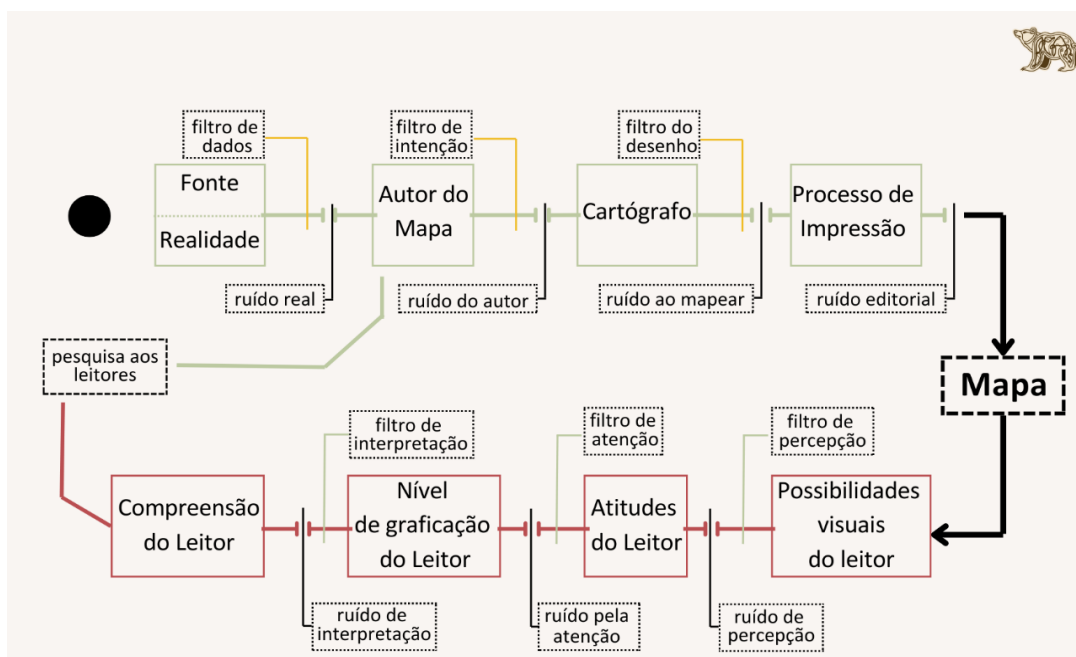 filtro de
dados
filtro de
intenção
filtro do
desenho
Fonte
Realidade
Autor do
Mapa
Cartógrafo
Processo de
Impressão
ruído real
ruído do autor
ruído ao mapear
ruído editorial
pesquisa aos
leitores
Mapa
filtro de
interpretação
filtro de
atenção
filtro de
percepção
Compreensão
do Leitor
Nível
de graficação
do Leitor
Atitudes
do Leitor
Possibilidades
visuais
do leitor
ruído de
interpretação
ruído pela
atenção
ruído de
percepção